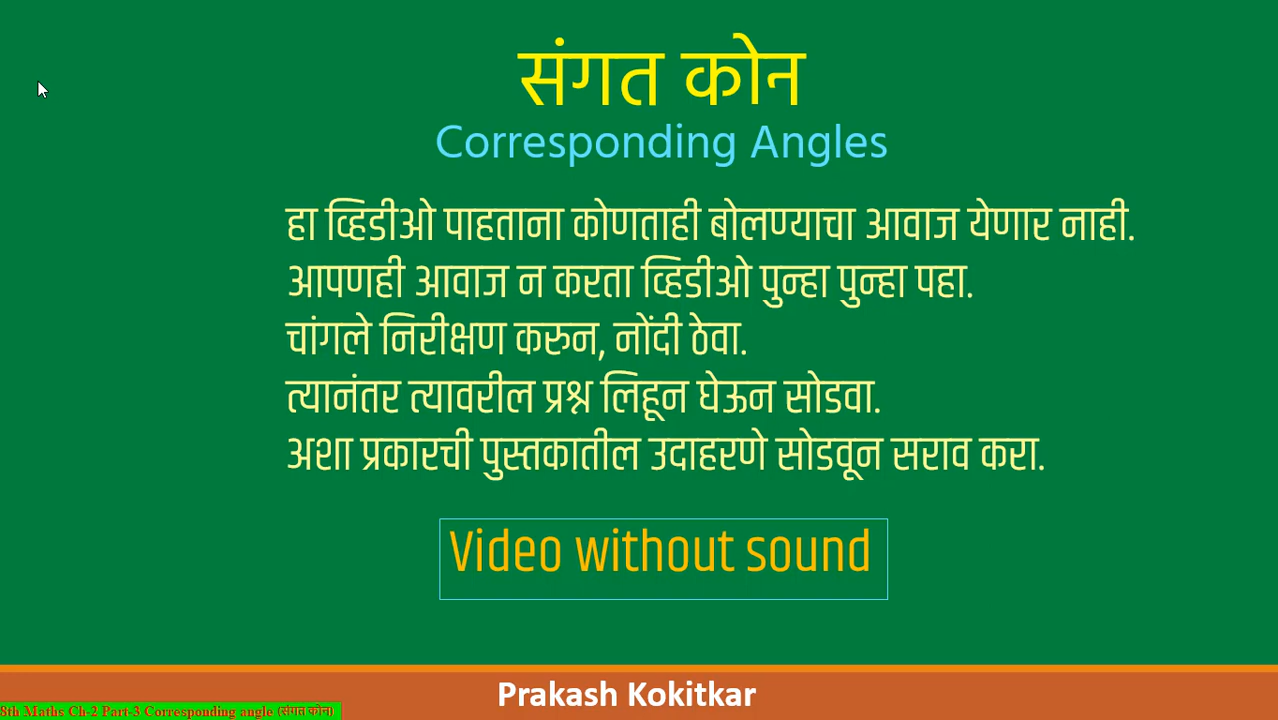 संगत कोन
Corresponding Angles
हा व्हिडीओ पाहताना कोणताही बोलण्याचा आवाज येणार नाही.
आपणही आवाज न करता व्हिडीओ पुन्हा पुन्हा पहा.
चांगले निरीक्षण करुन, नोंदी ठेवा.
त्यानंतर त्यावरील प्रश्न लिहून घेऊन सोडवा.
अशा प्रकारची पुस्तकातील उदाहरणे सोडवून सराव करा.
Video without sound
Prakash Kokitkar
8th Maths Ch-2 Part-3 Corresponding angle (संगत कोन)